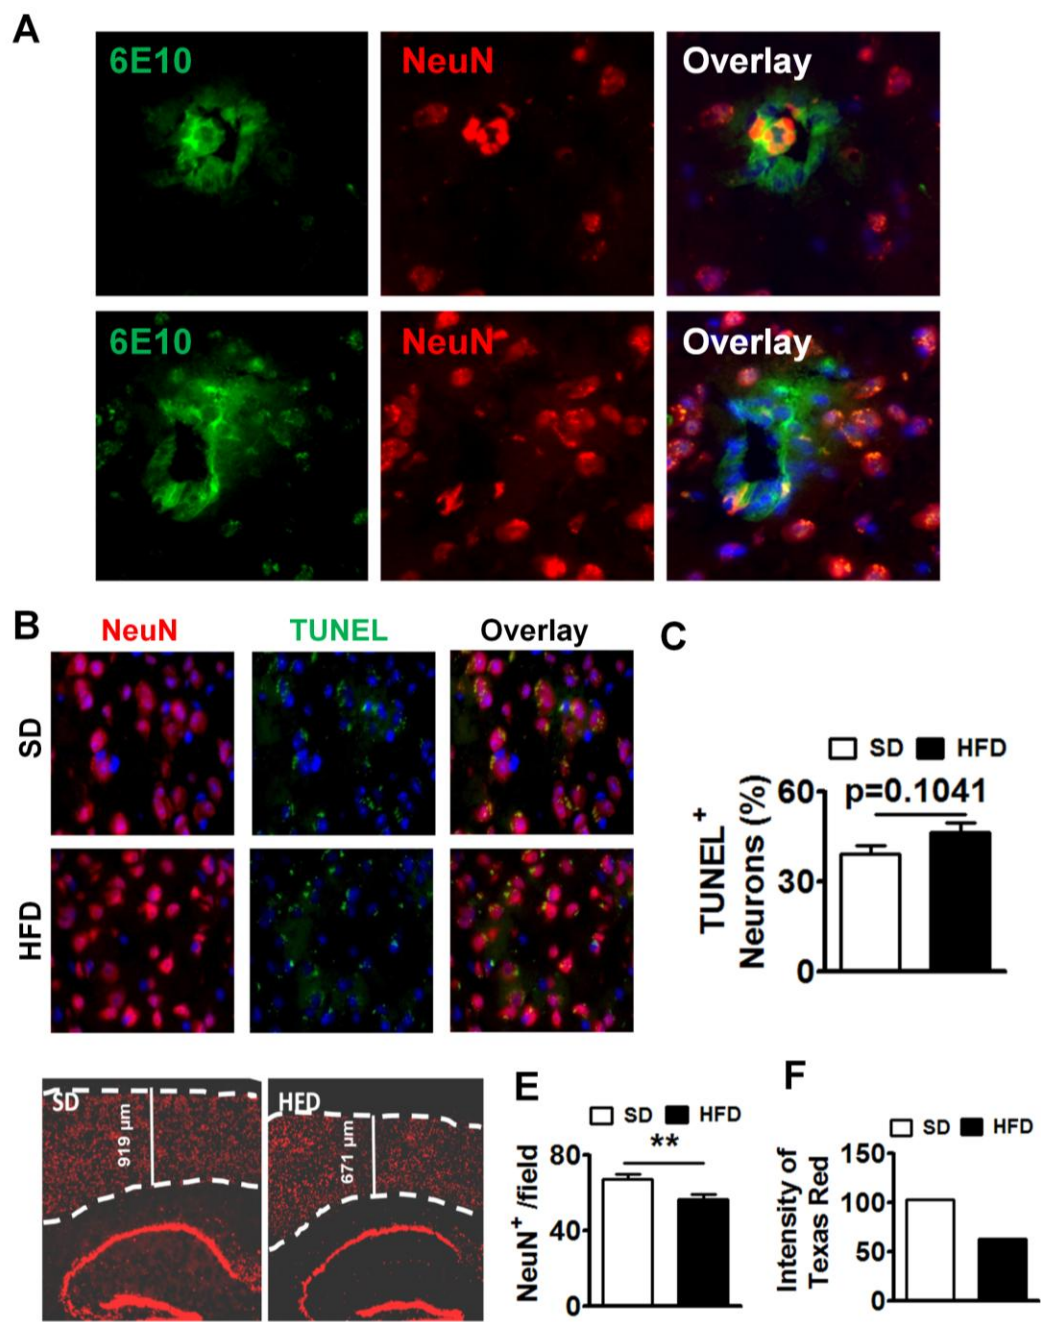 A
6E10
NeuN
Overlay
6E10
NeuN
Overlay
B
NeuN
TUNEL
Overlay
SD
HFD
C
SD
HFD
p=0.1041
TUNEL+
Neurons (%)
60
30
0
SD
919 µm
HFD
671 µm
E
SD
HFD
**
NeuN+ /field
80
40
0
F
SD
HFD
Intensity of
Texas Red
150
100
50
0